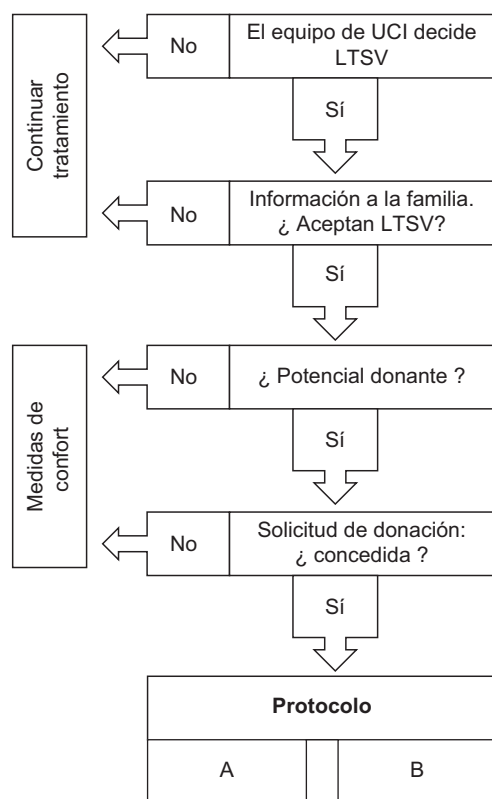 No
El equipo de UCI decide
LTSV
Continuar
tratamiento
Sí
No
Información a la familia.
¿ Aceptan LTSV?
Sí
No
¿ Potencial donante ?
Medidas de
confort
Sí
No
Solicitud de donación:
¿ concedida ?
Sí
Protocolo
A
B